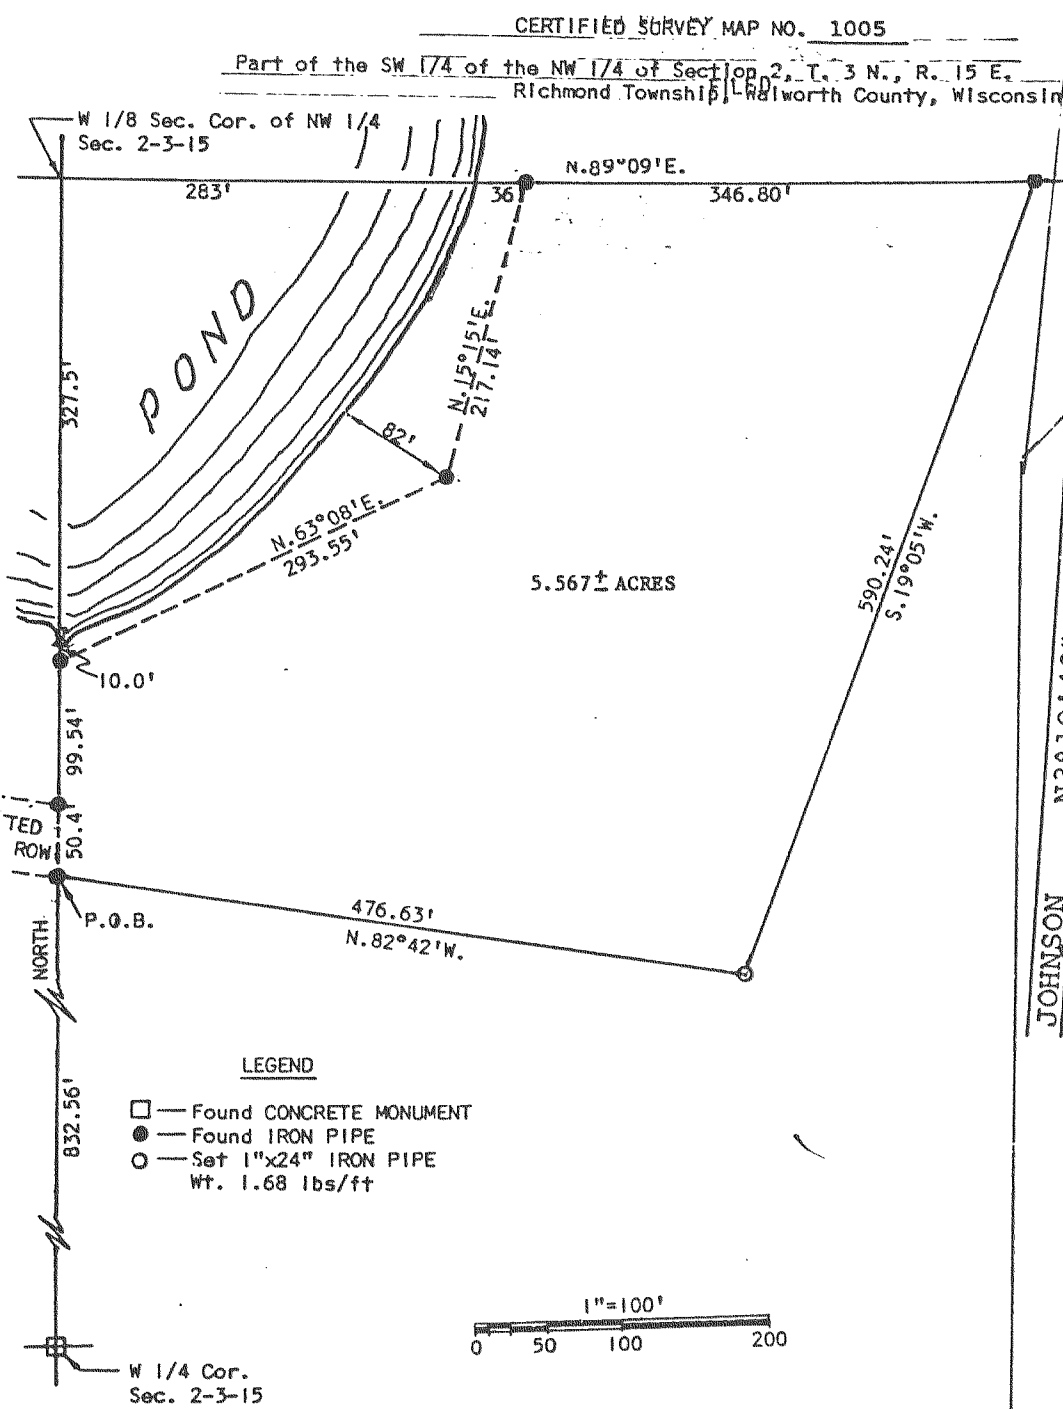 CERTIFIED SURVEY MAP NO. 1005
Part of the SW 1/4 of the NW 1/4 of Section 2, T. 3 N., R. 15 E.
FILED
Richmond Township, Walworth County, Wisconsin
W 1/8 Sec. Cor. of NW 1/4
Sec. 2-3-15
N.89°09'E.
283'
36'
346.80'
POND
327.5'
N.15°15'E.
217.14'
82'
N.63°08'E.
293.55'
5.567± ACRES
590.24'
S.19°05'W.
10.0'
99.54'
TED
ROW
50.4'
P.O.B.
476.63'
N.82°42'W.
NORTH
JOHNSON
832.56'
LEGEND
Found CONCRETE MONUMENT
Found IRON PIPE
Set 1"x24" IRON PIPE
Wt. 1.68 lbs/ft
1"=100'
0 50 100 200
W 1/4 Cor.
Sec. 2-3-15